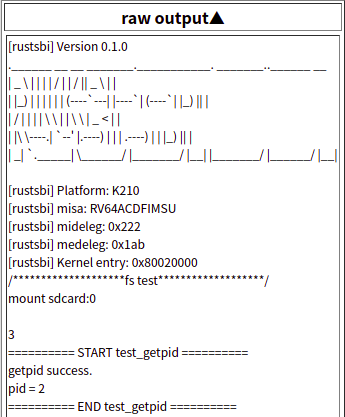 raw output▲
[rustsbi] Version 0.1.0
.______ __ __ _______.___________. _______..______ __
| _ \ | | | | / | | / || _ \ | |
| |_) | | | | | | (----`---| |----`| (----`| |_) || |
| / | | | | \ \ | | \ \ | _ < | |
| |\ \----.| `--' |.----) | | | .----) | | |_) || |
| _| `._____| \______/ |_______/ |__| |_______/ |______/ |__|
[rustsbi] Platform: K210
[rustsbi] misa: RV64ACDFIMSU
[rustsbi] mideleg: 0x222
[rustsbi] medeleg: 0x1ab
[rustsbi] Kernel entry: 0x80020000
/********************fs test*******************/
mount sdcard:0
3
========== START test_getpid ==========
getpid success.
pid = 2
========== END test_getpid ==========